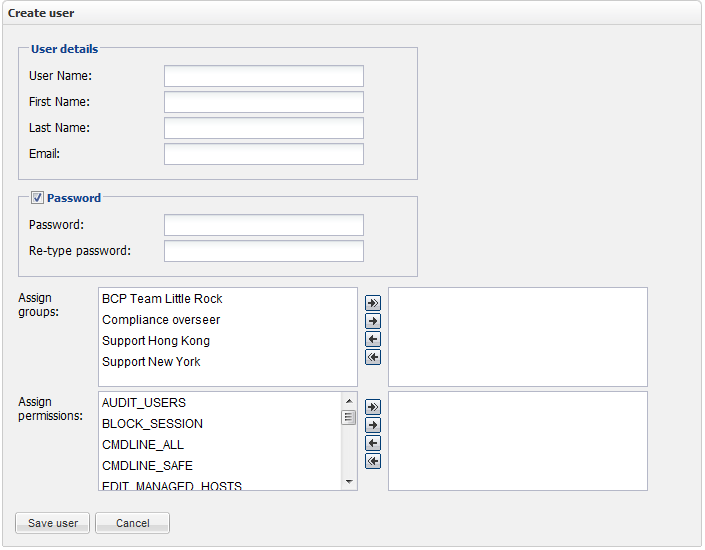 Create user
User details
User Name:
First Name:
Last Name:
Email:
Password
Password:
Re-type password:
Assign
groups:
BCP Team Little Rock
Compliance overseer
Support Hong Kong
Support New York
Assign
permissions:
AUDIT_USERS
BLOCK_SESSION
CMDLINE_ALL
CMDLINE_SAFE
EDIT_MANAGED_HOSTS
Save user
Cancel